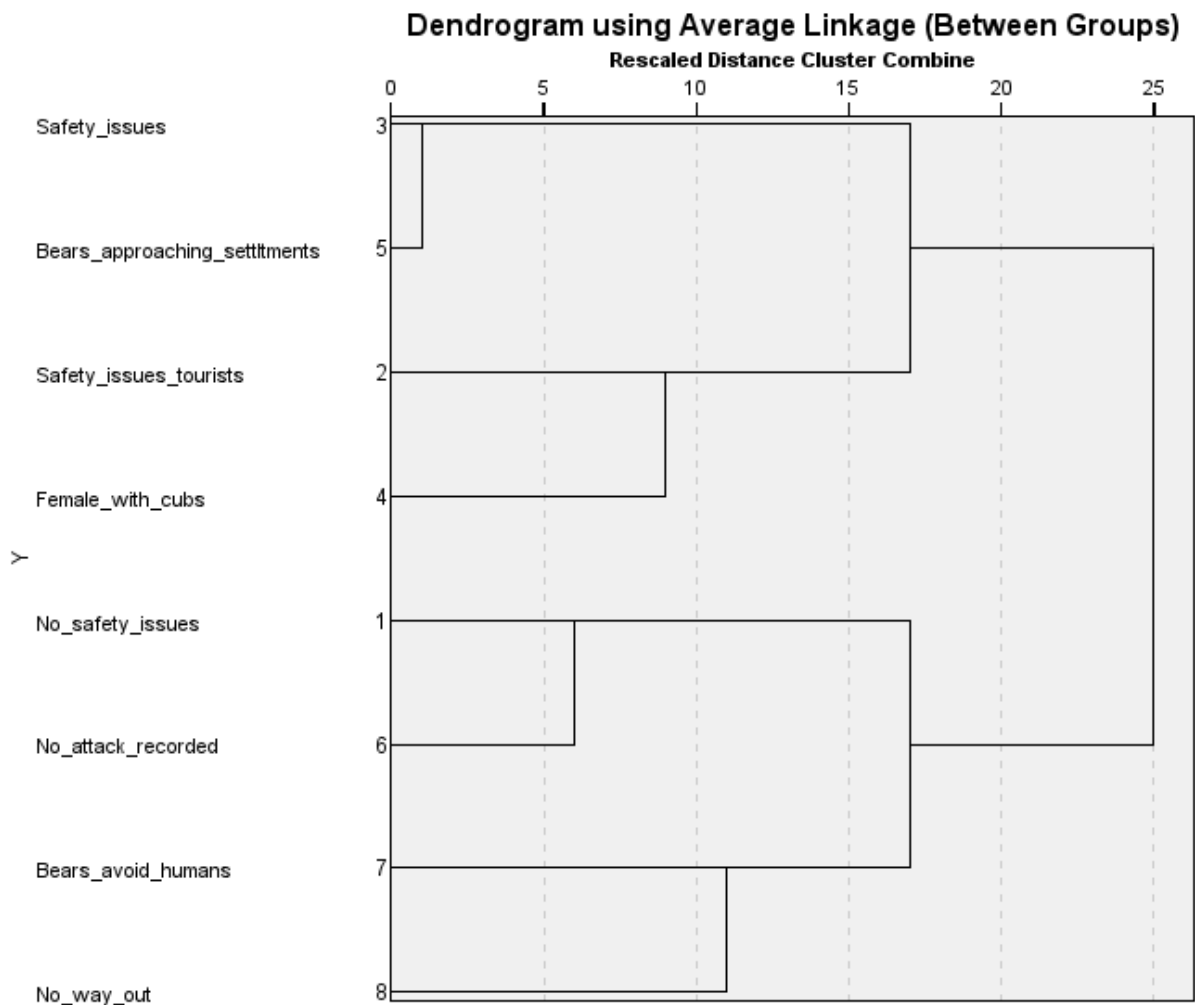 Dendrogram using Average Linkage (Between Groups)
Rescaled Distance Cluster Combine
0 5 10 15 20 25
Safety_issues 3
Bears_approaching_settltments 5
Safety_issues_tourists 2
Female_with_cubs 4
Y
No_safety_issues 1
No_attack_recorded 6
Bears_avoid_humans 7
No_way_out 8